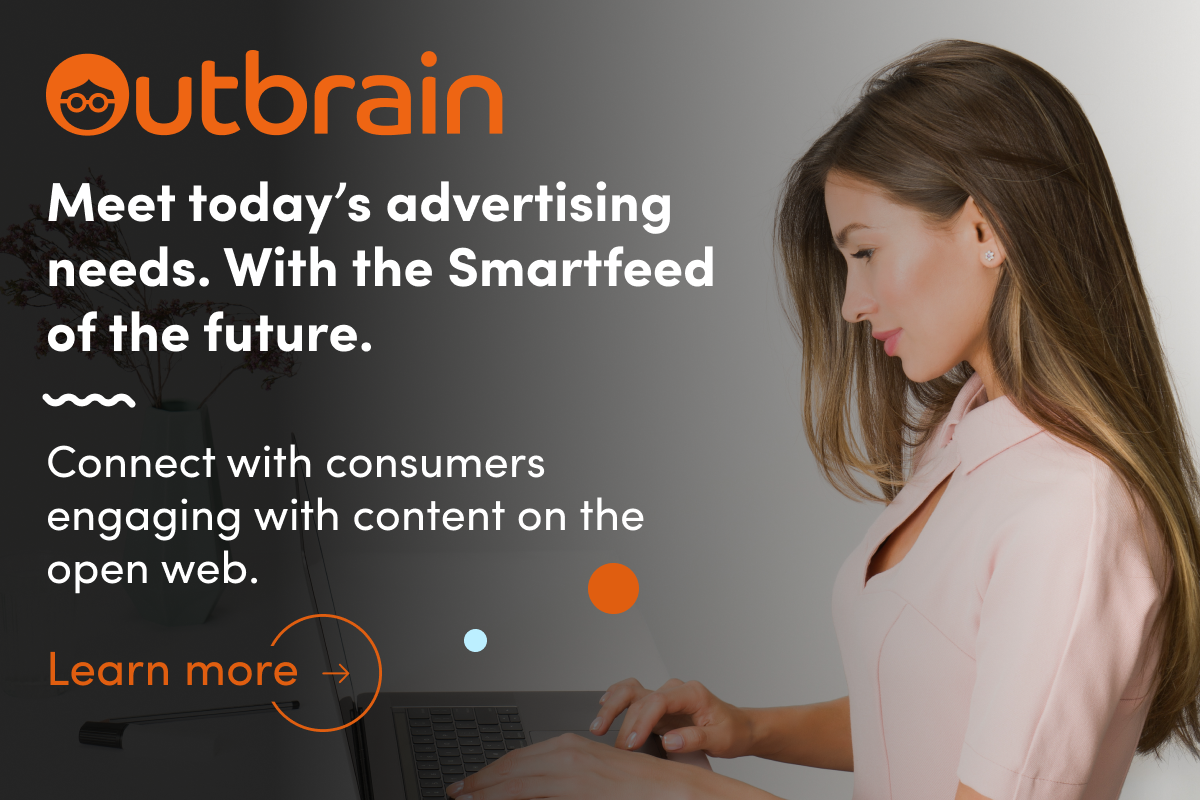 Outbrain
Meet today’s advertising
needs. With the Smartfeed
of the future.
Connect with consumers
engaging with content on the
open web.
Learn more →